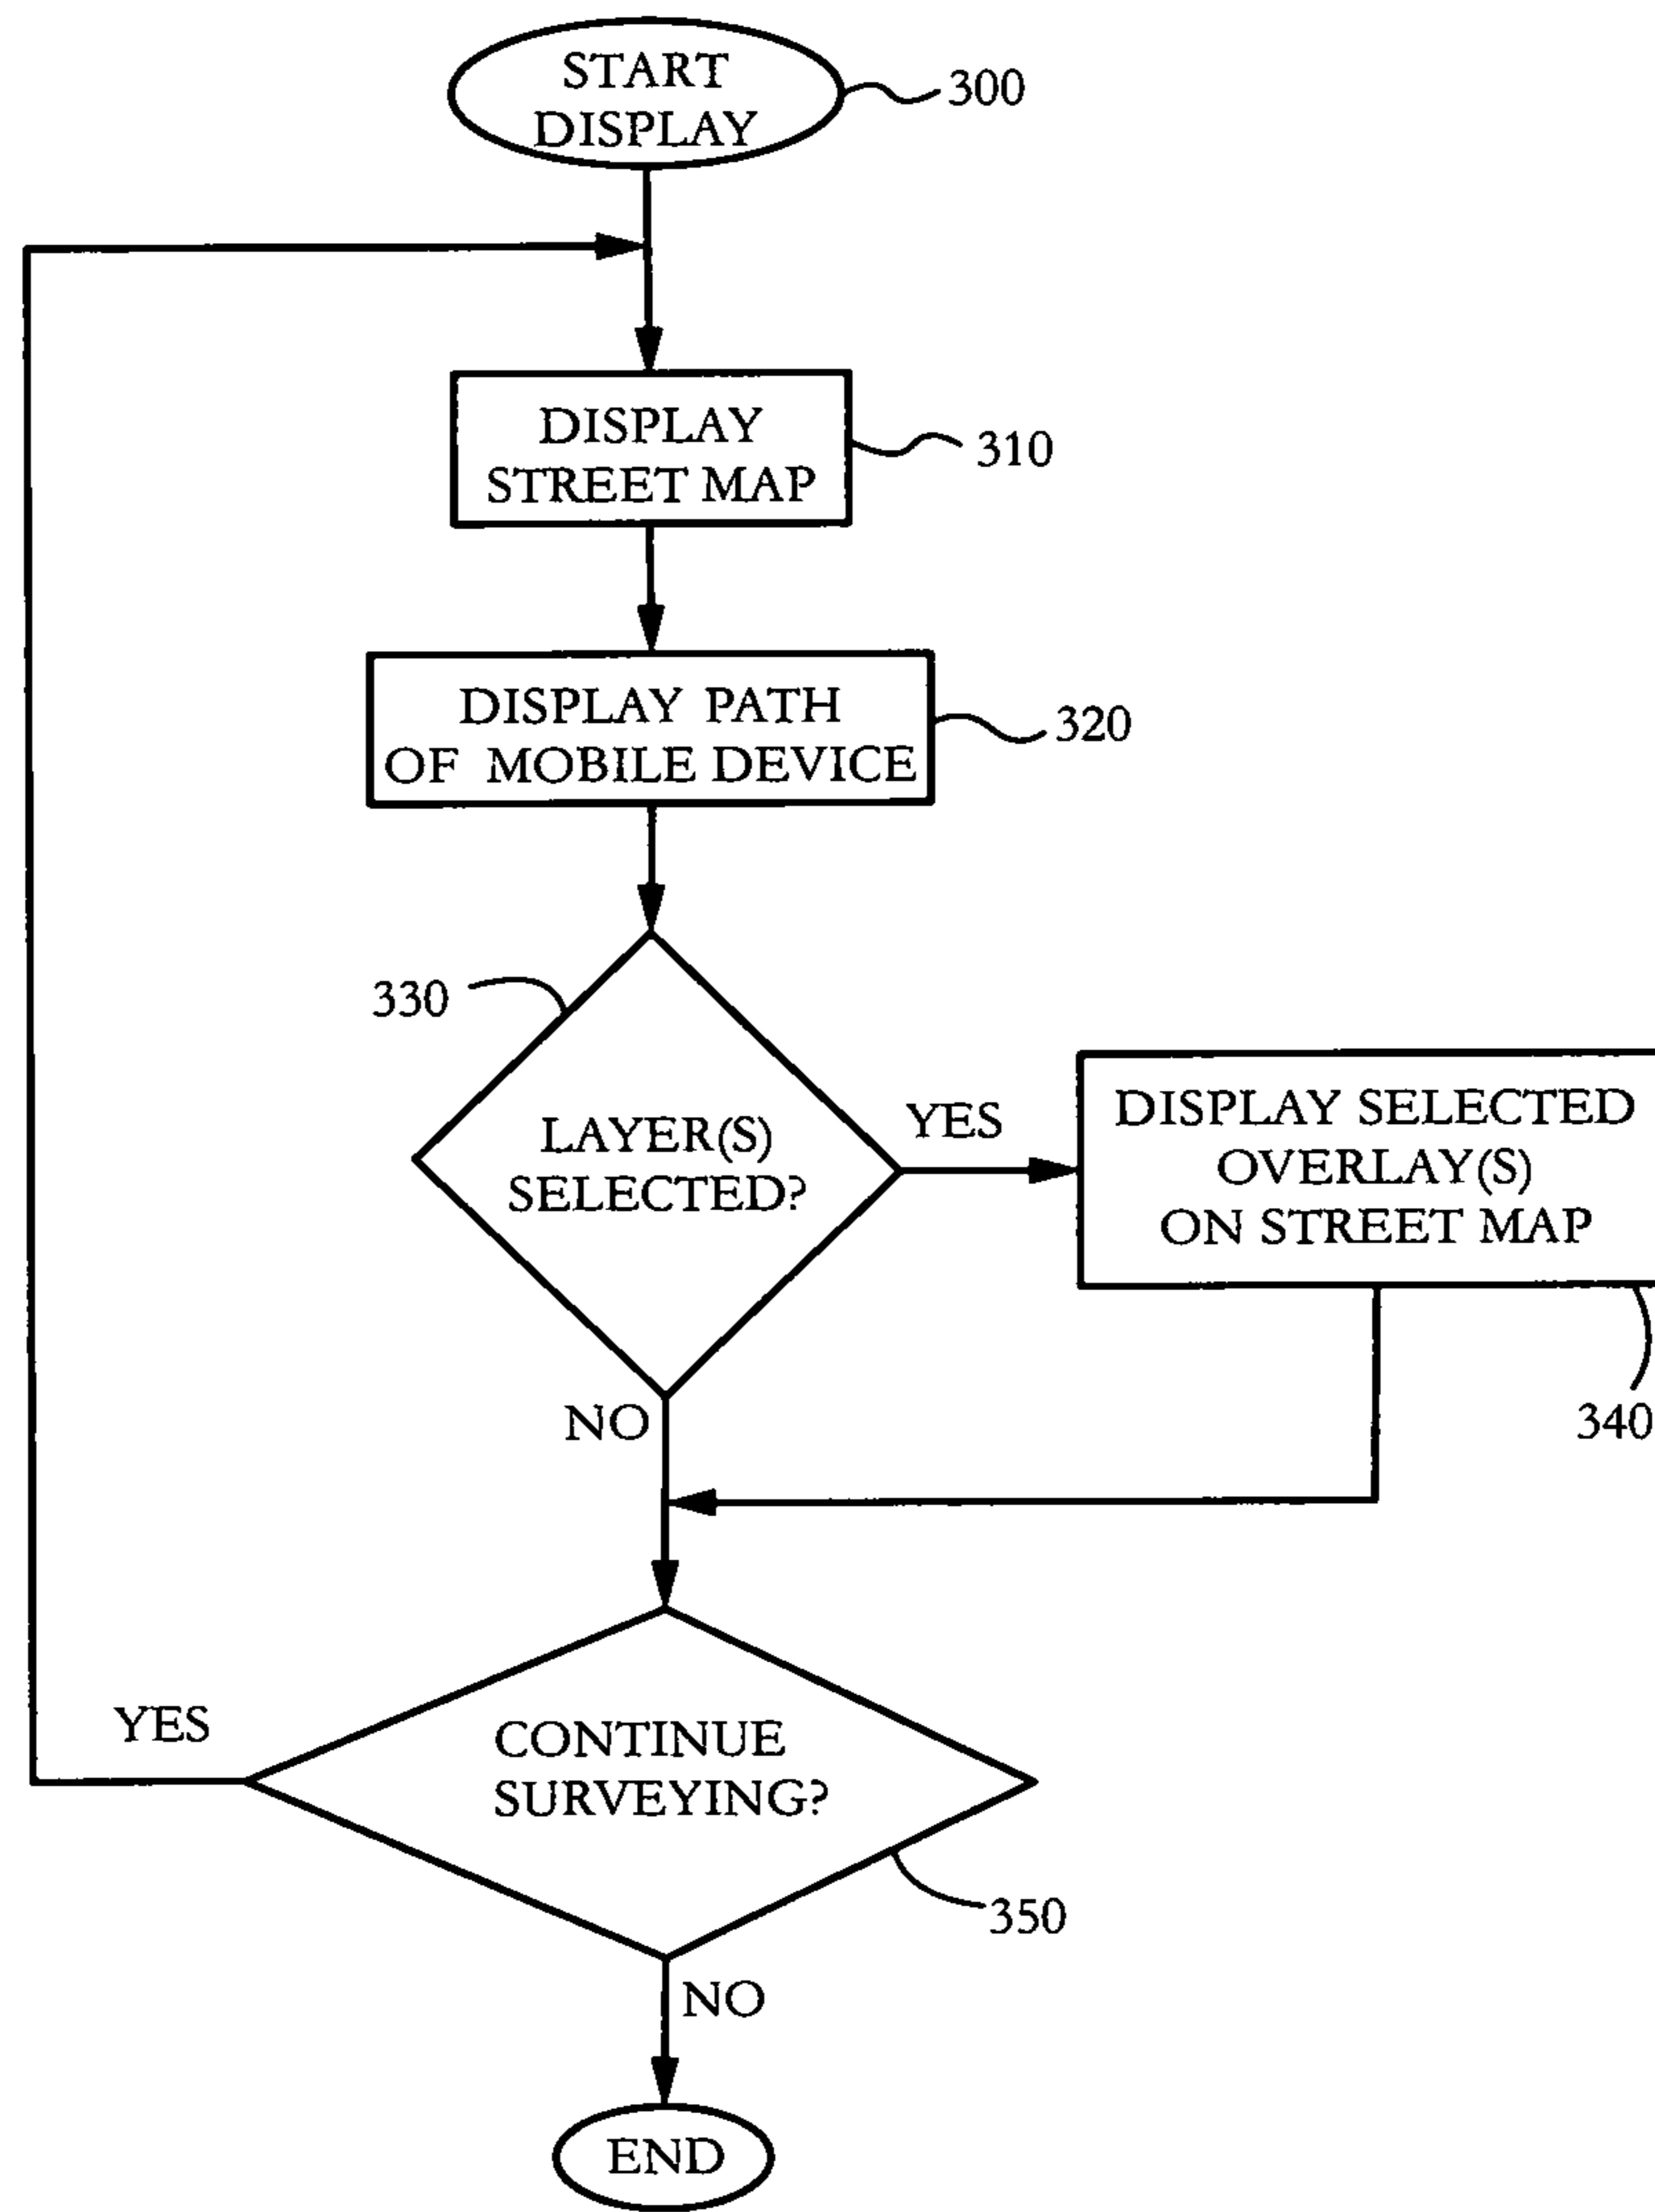 START
DISPLAY
300
DISPLAY
STREET MAP
310
DISPLAY PATH
OF MOBILE DEVICE
320
330
LAYER(S)
SELECTED?
YES
DISPLAY SELECTED
OVERLAY(S)
ON STREET MAP
340
NO
YES
CONTINUE
SURVEYING?
350
NO
END